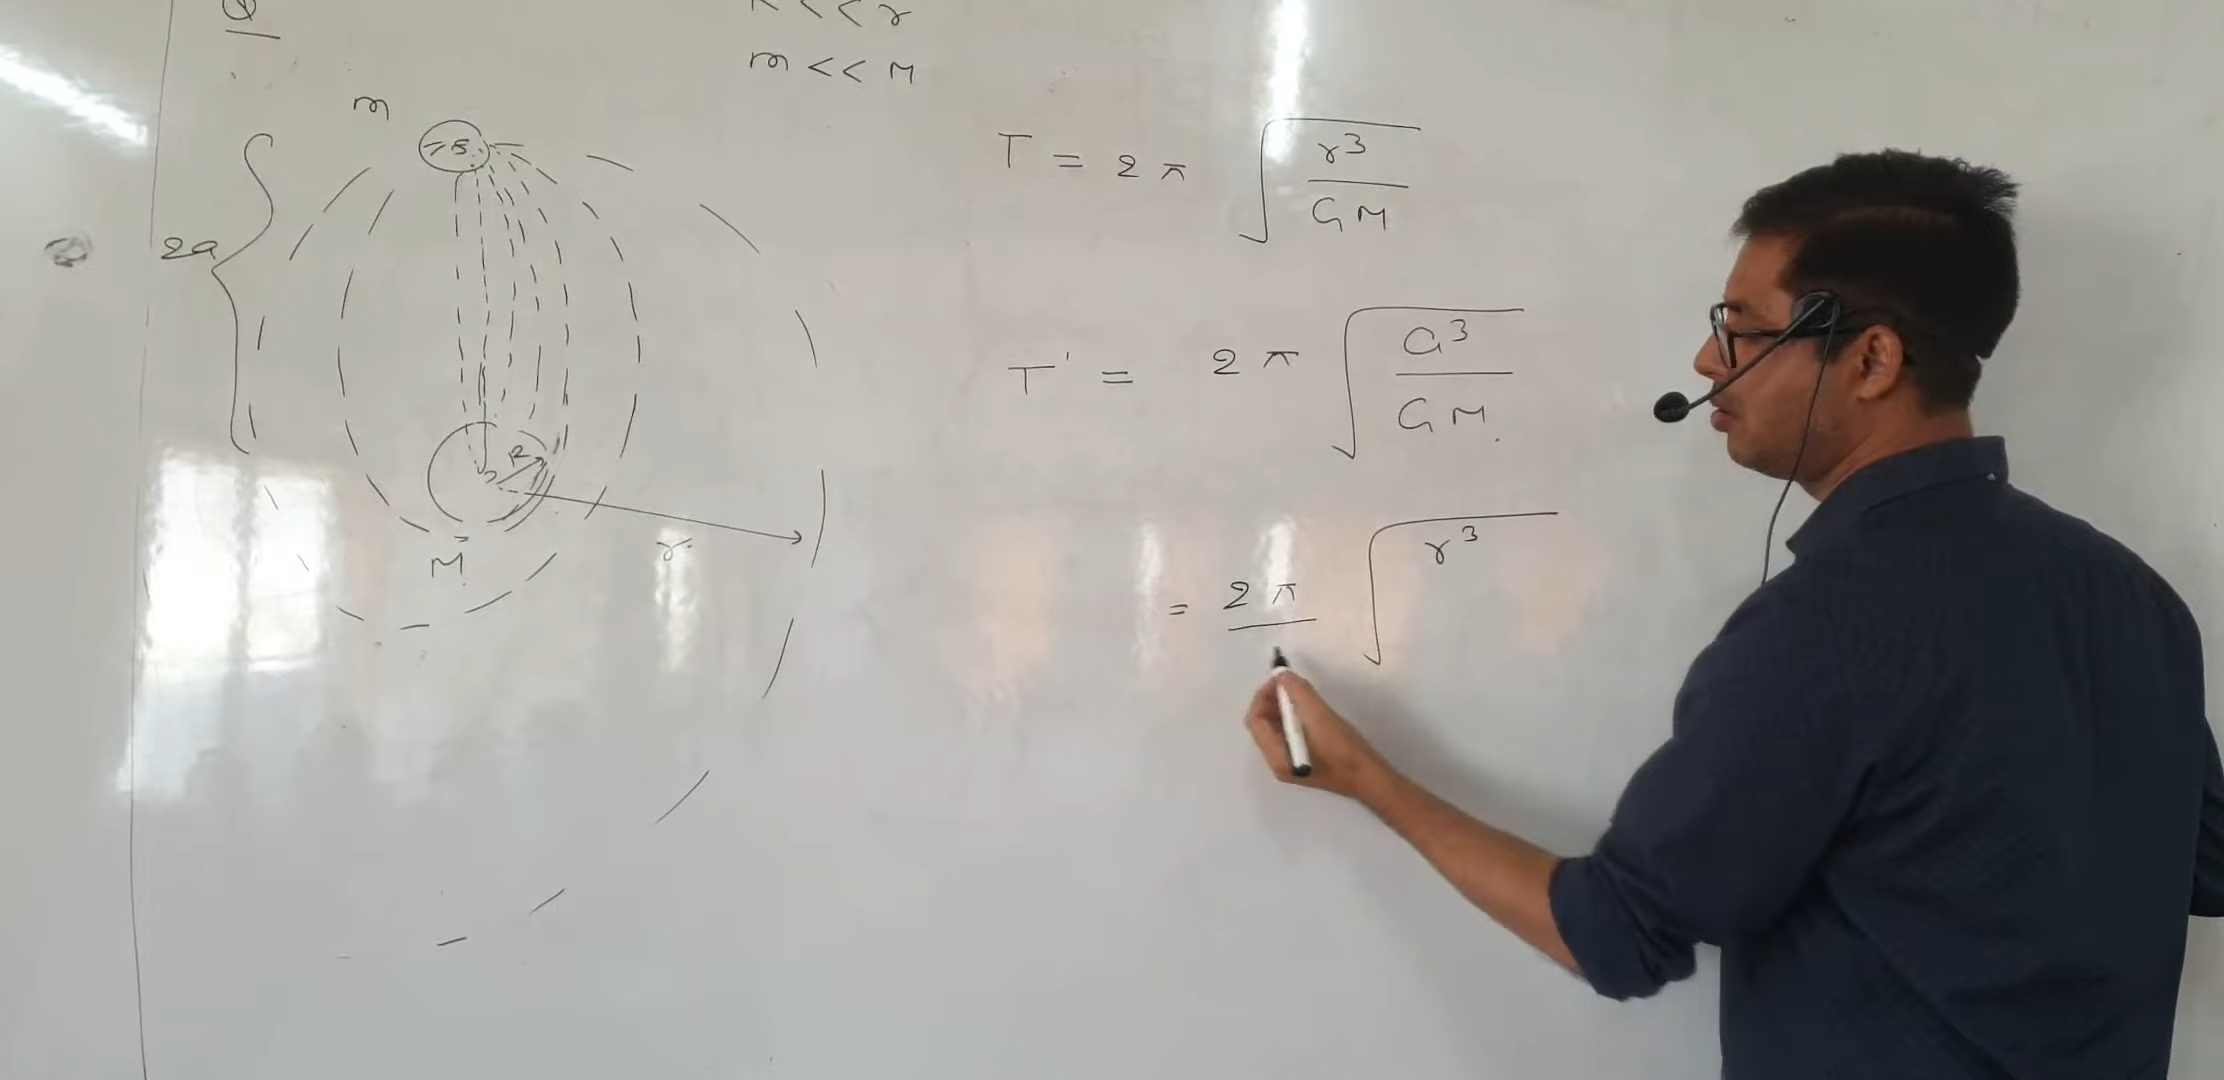 Q
R <<< r
m << M
m
2a
R
M
r
T = 2π √(r³/GM)
T' = 2π √(a³/GM)
= 2π √(r³